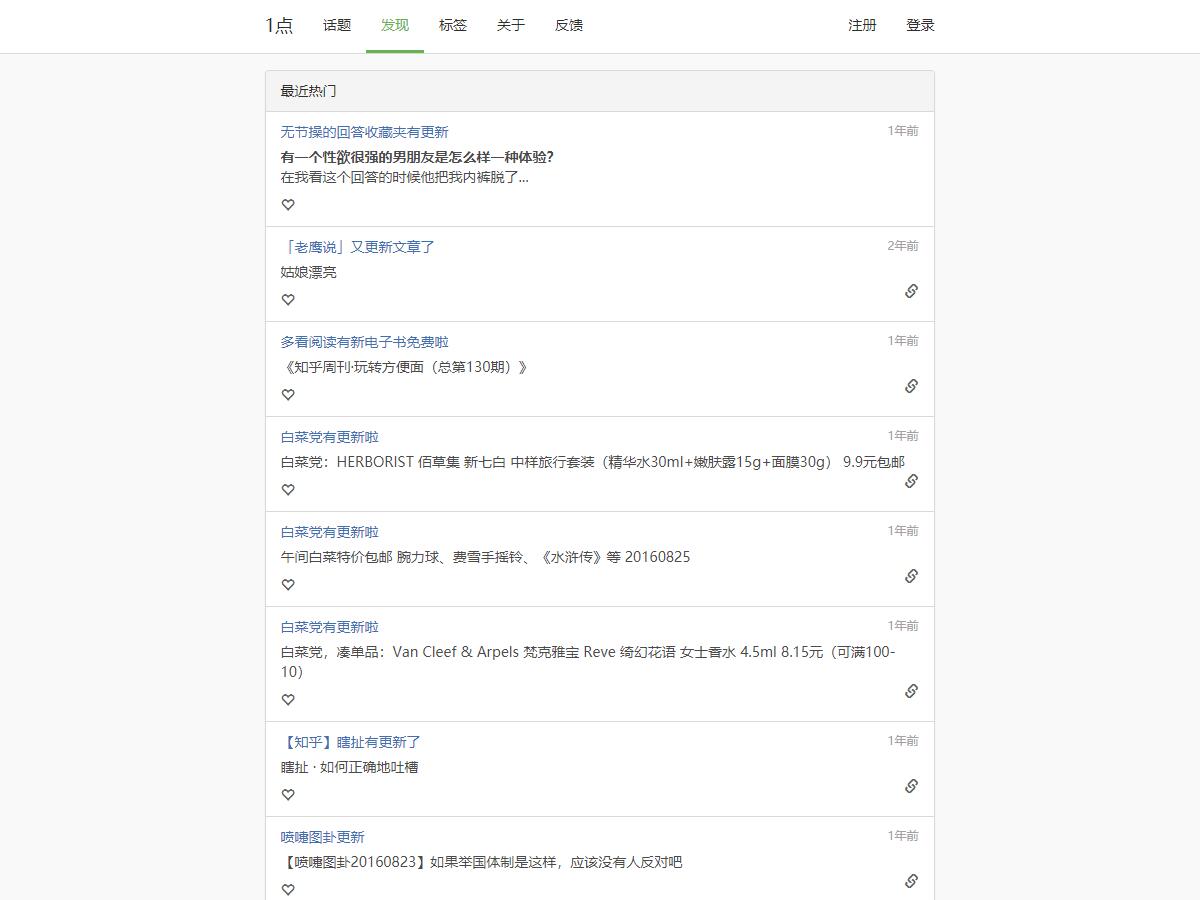 1点 话题 发现 标签 关于 反馈 注册 登录
最近热门
无节操的回答收藏夹有更新 1年前
有一个性欲很强的男朋友是怎么样一种体验？
在我看这个回答的时候他把我内裤脱了...
「老鹰说」又更新文章了 2年前
姑娘漂亮
多看阅读有新电子书免费啦 1年前
《知乎周刊·玩转方便面（总第130期）》
白菜党有更新啦 1年前
白菜党：HERBORIST 佰草集 新七白 中样旅行套装（精华水30ml+嫩肤露15g+面膜30g） 9.9元包邮
白菜党有更新啦 1年前
午间白菜特价包邮 腕力球、费雪手摇铃、《水浒传》等 20160825
白菜党有更新啦 1年前
白菜党，凑单品：Van Cleef & Arpels 梵克雅宝 Reve 绮幻花语 女士香水 4.5ml 8.15元（可满100-
10）
【知乎】瞎扯有更新了 1年前
瞎扯 · 如何正确地吐槽
喷嚏图卦更新 1年前
【喷嚏图卦20160823】如果举国体制是这样，应该没有人反对吧